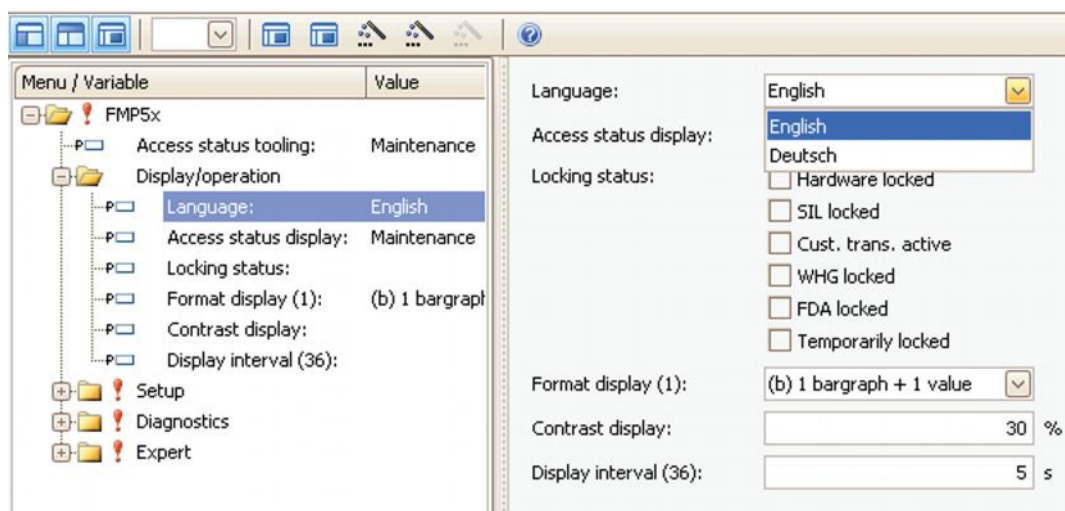 Menu / Variable Value
FMP5x
Access status tooling: Maintenance
Display/operation
Language: English
Access status display: Maintenance
Locking status:
Format display (1): (b) 1 bargraph
Contrast display:
Display interval (36):
Setup
Diagnostics
Expert
Language: English
English
Deutsch
Access status display:
Locking status:
Hardware locked
SIL locked
Cust. trans. active
WHG locked
FDA locked
Temporarily locked
Format display (1): (b) 1 bargraph + 1 value
Contrast display: 30 %
Display interval (36): 5 s